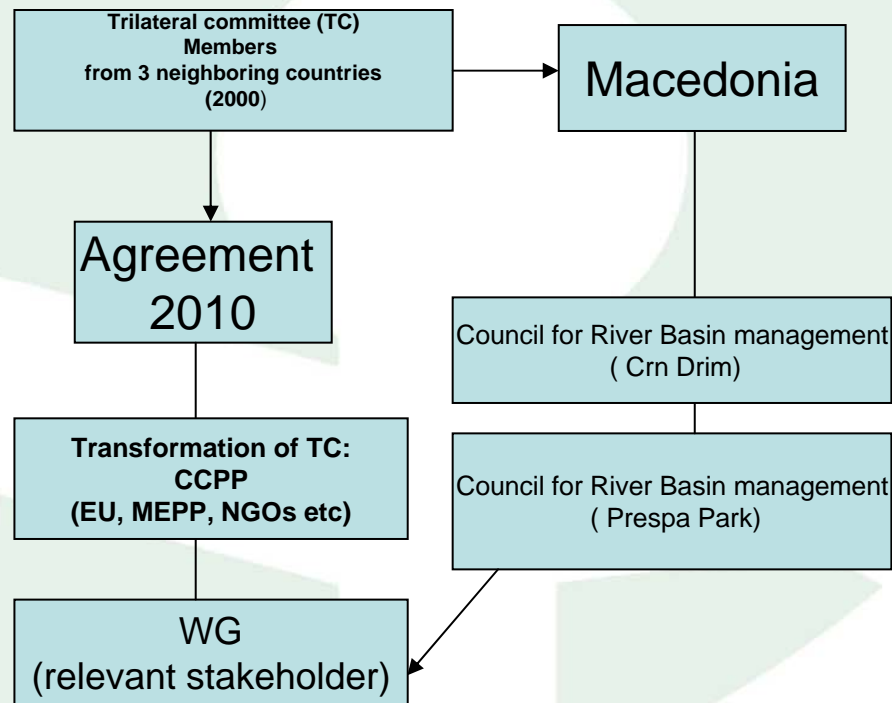 Trilateral committee (TC)
Members
from 3 neighboring countries
(2000)
Macedonia
Agreement
2010
Council for River Basin management
( Crn Drim)
Transformation of TC:
CCPP
(EU, MEPP, NGOs etc)
Council for River Basin management
( Prespa Park)
WG
(relevant stakeholder)